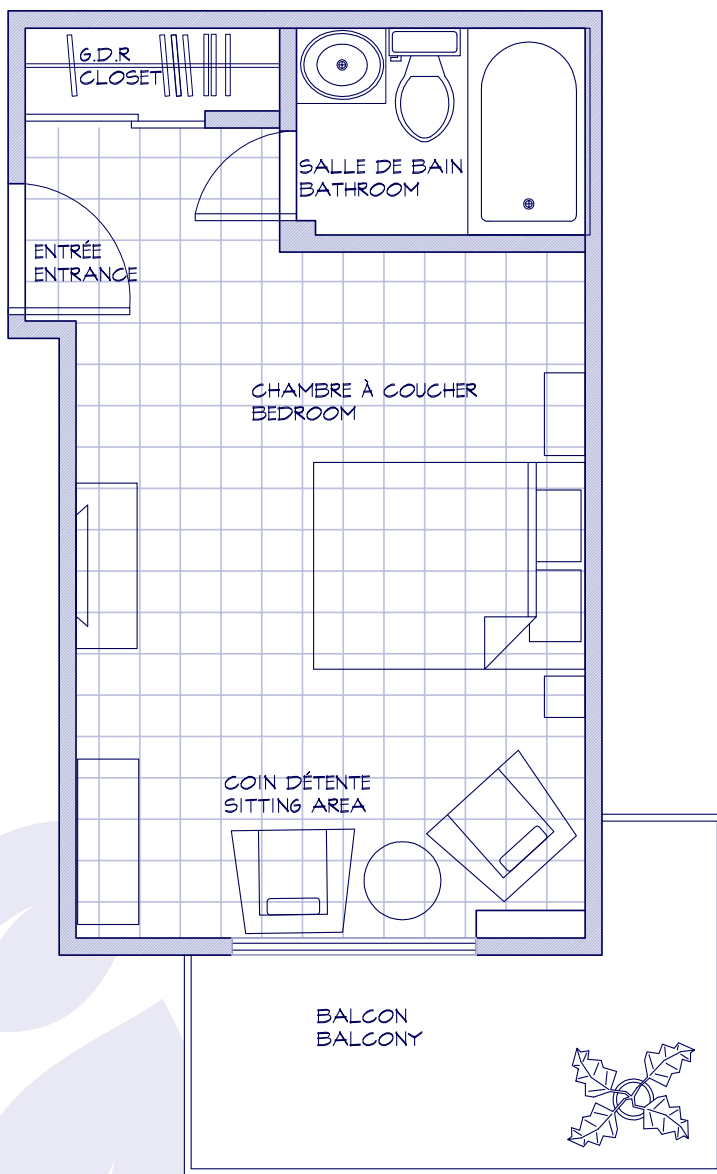 G.D.R
CLOSET
SALLE DE BAIN
BATHROOM
ENTRÉE
ENTRANCE
CHAMBRE À COUCHER
BEDROOM
COIN DÉTENTE
SITTING AREA
BALCON
BALCONY